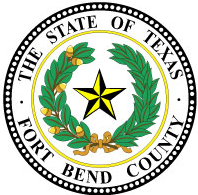 · THE STATE OF TEXAS ·
FORT BEND COUNTY